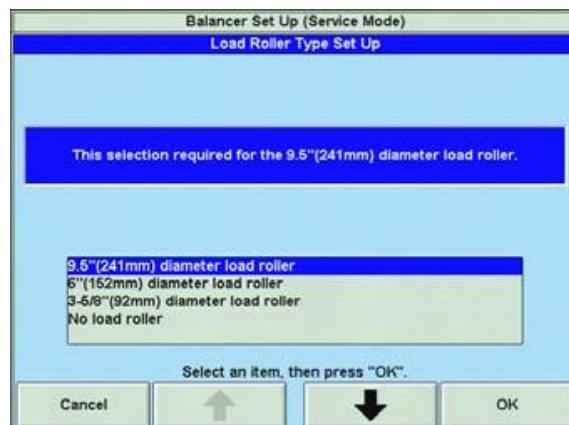 Balancer Set Up (Service Mode)
Load Roller Type Set Up
This selection required for the 9.5"(241mm) diameter load roller.
9.5"(241mm) diameter load roller
6"(152mm) diameter load roller
3-5/8"(92mm) diameter load roller
No load roller
Select an item, then press "OK".
Cancel OK